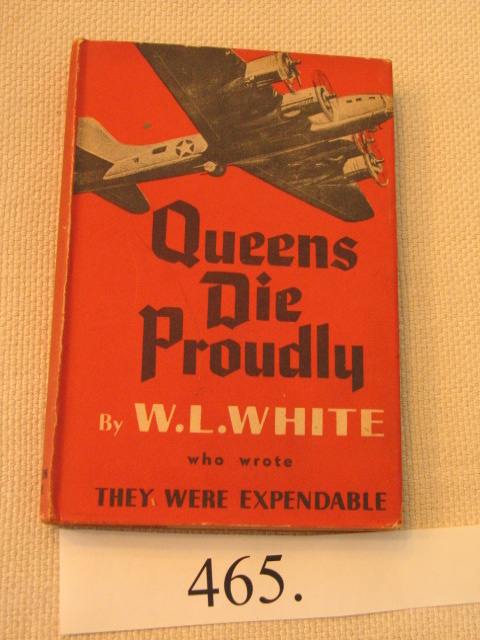 Queens
Die
Proudly
By W.L.WHITE
who wrote
THEY WERE EXPENDABLE
465.